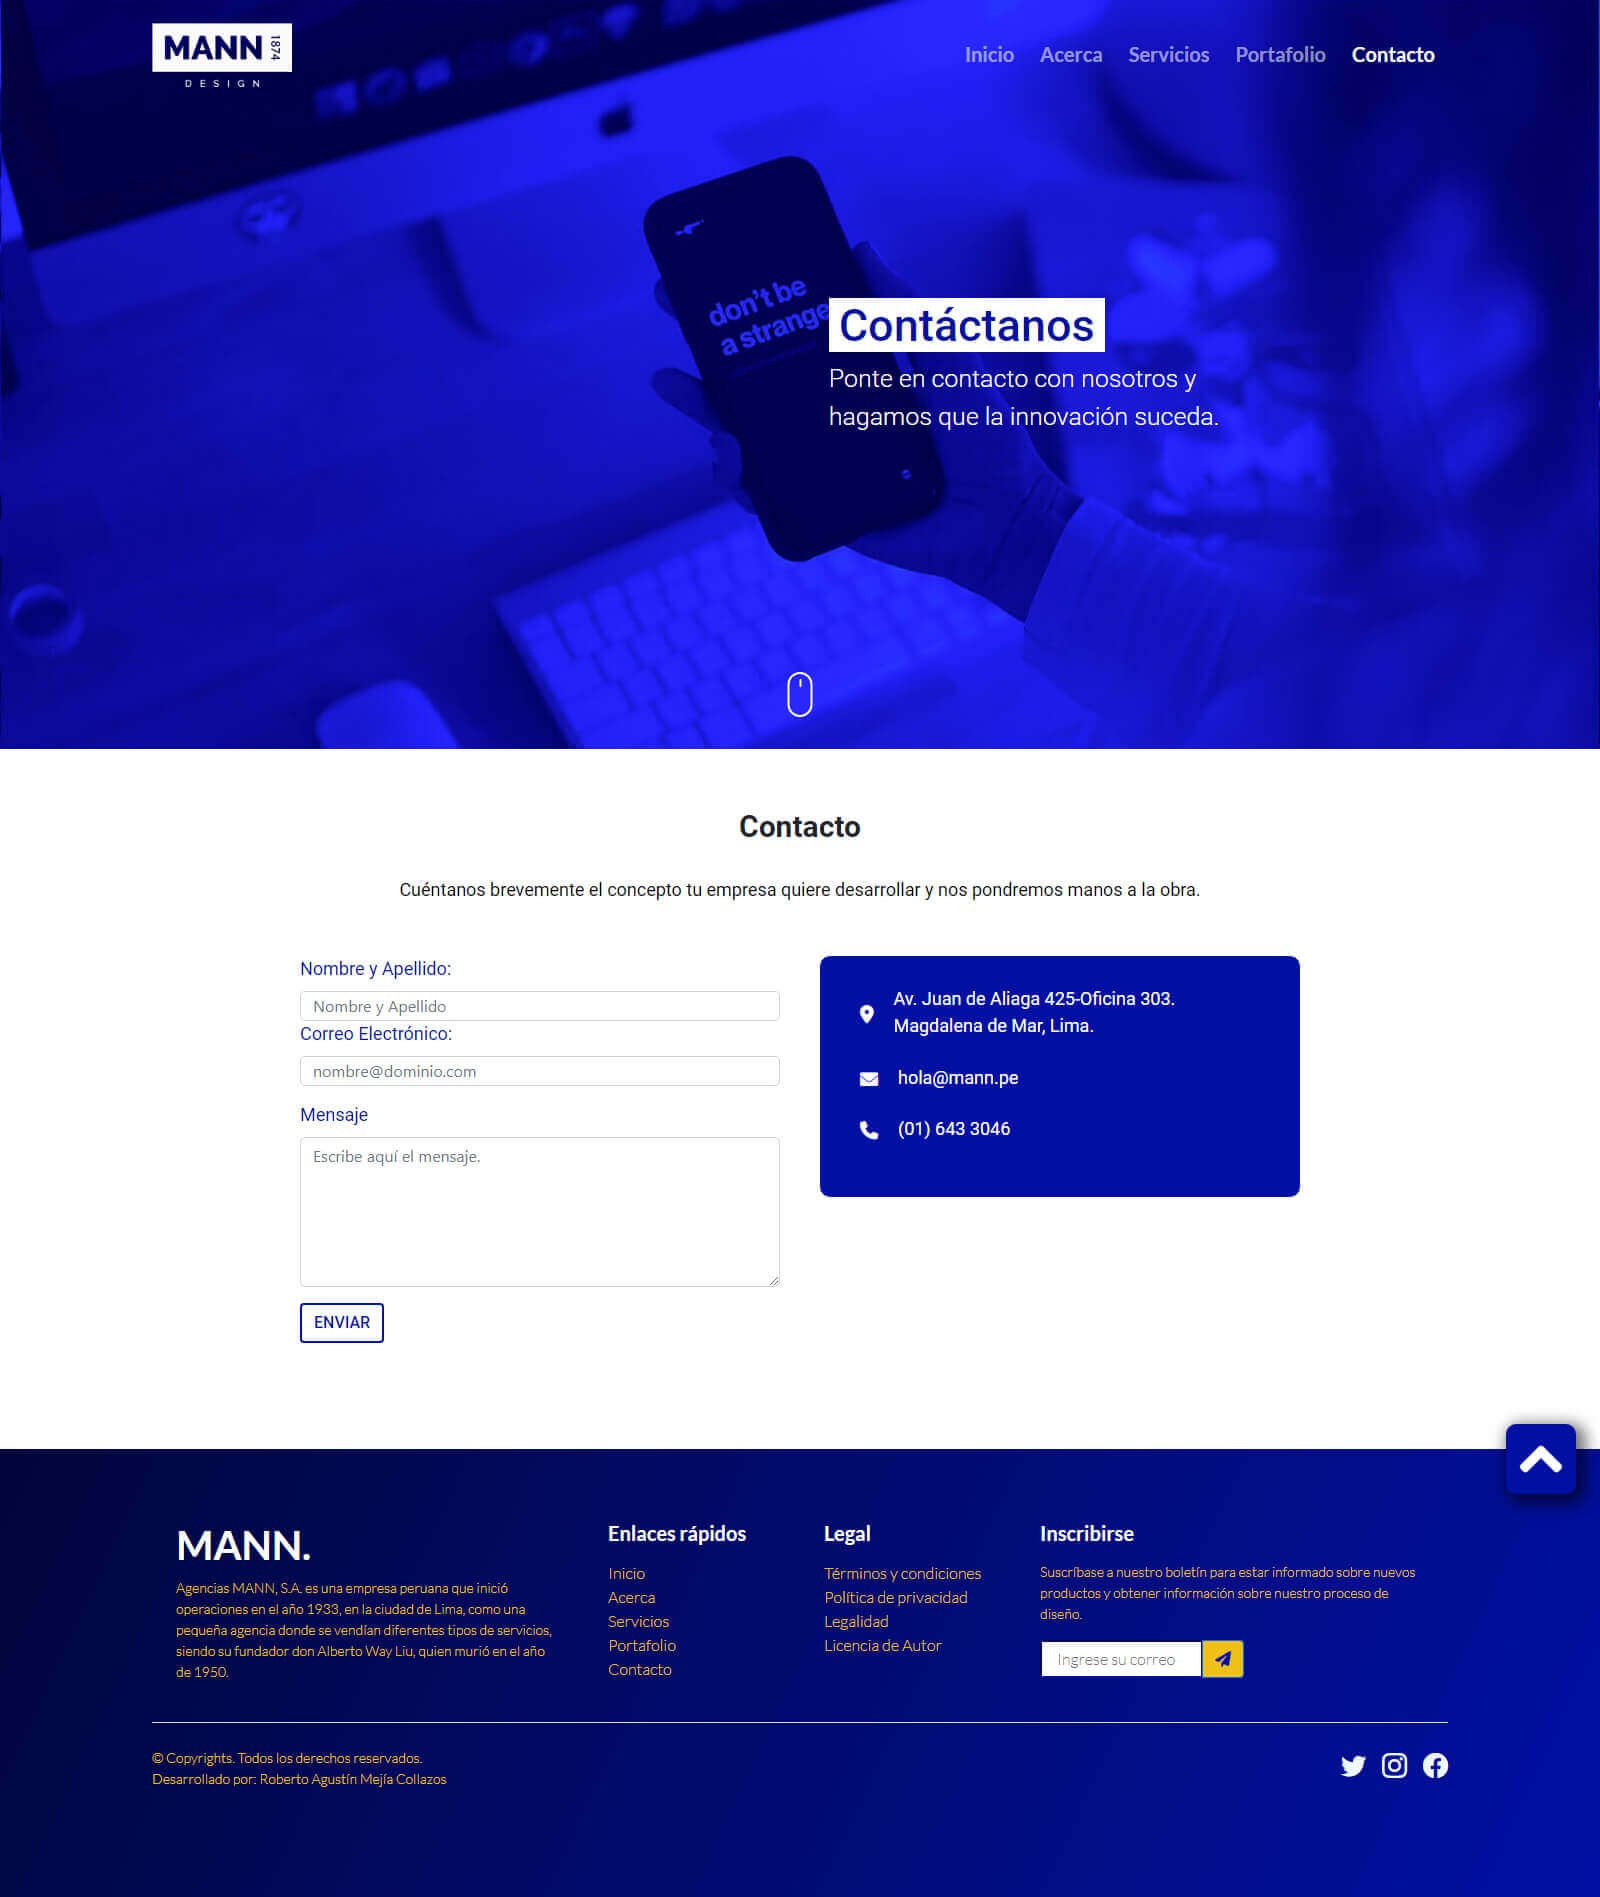 MANN 1874
DESIGN
Inicio Acerca Servicios Portafolio Contacto
don't be
a strange
Contáctanos
Ponte en contacto con nosotros y
hagamos que la innovación suceda.
Contacto
Cuéntanos brevemente el concepto tu empresa quiere desarrollar y nos pondremos manos a la obra.
Nombre y Apellido:
Nombre y Apellido
Correo Electrónico:
nombre@dominio.com
Mensaje
Escribe aquí el mensaje.
ENVIAR
Av. Juan de Aliaga 425-Oficina 303.
Magdalena de Mar, Lima.
hola@mann.pe
(01) 643 3046
MANN.
Agencias MANN, S.A. es una empresa peruana que inició
operaciones en el año 1933, en la ciudad de Lima, como una
pequeña agencia donde se vendían diferentes tipos de servicios,
siendo su fundador don Alberto Way Liu, quien murió en el año
de 1950.
Enlaces rápidos
Inicio
Acerca
Servicios
Portafolio
Contacto
Legal
Términos y condiciones
Política de privacidad
Legalidad
Licencia de Autor
Inscribirse
Suscríbase a nuestro boletín para estar informado sobre nuevos
productos y obtener información sobre nuestro proceso de
diseño.
Ingrese su correo
© Copyrights. Todos los derechos reservados.
Desarrollado por: Roberto Agustín Mejía Collazos